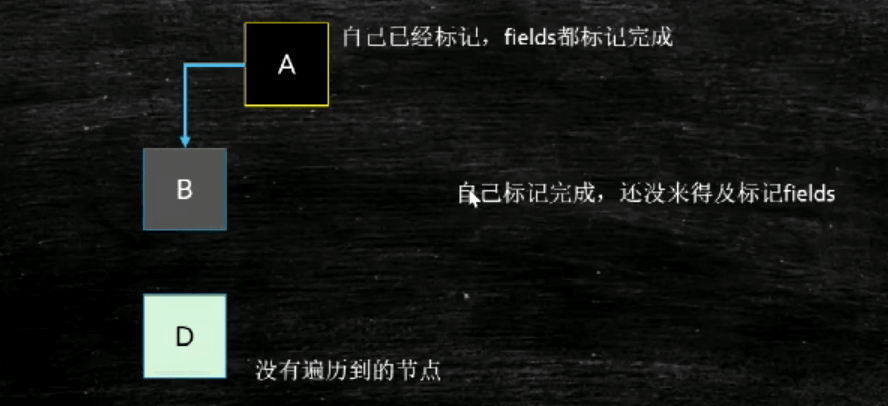 A
自己已经标记，fields都标记完成
B
自己标记完成，还没来得及标记fields
D
没有遍历到的节点